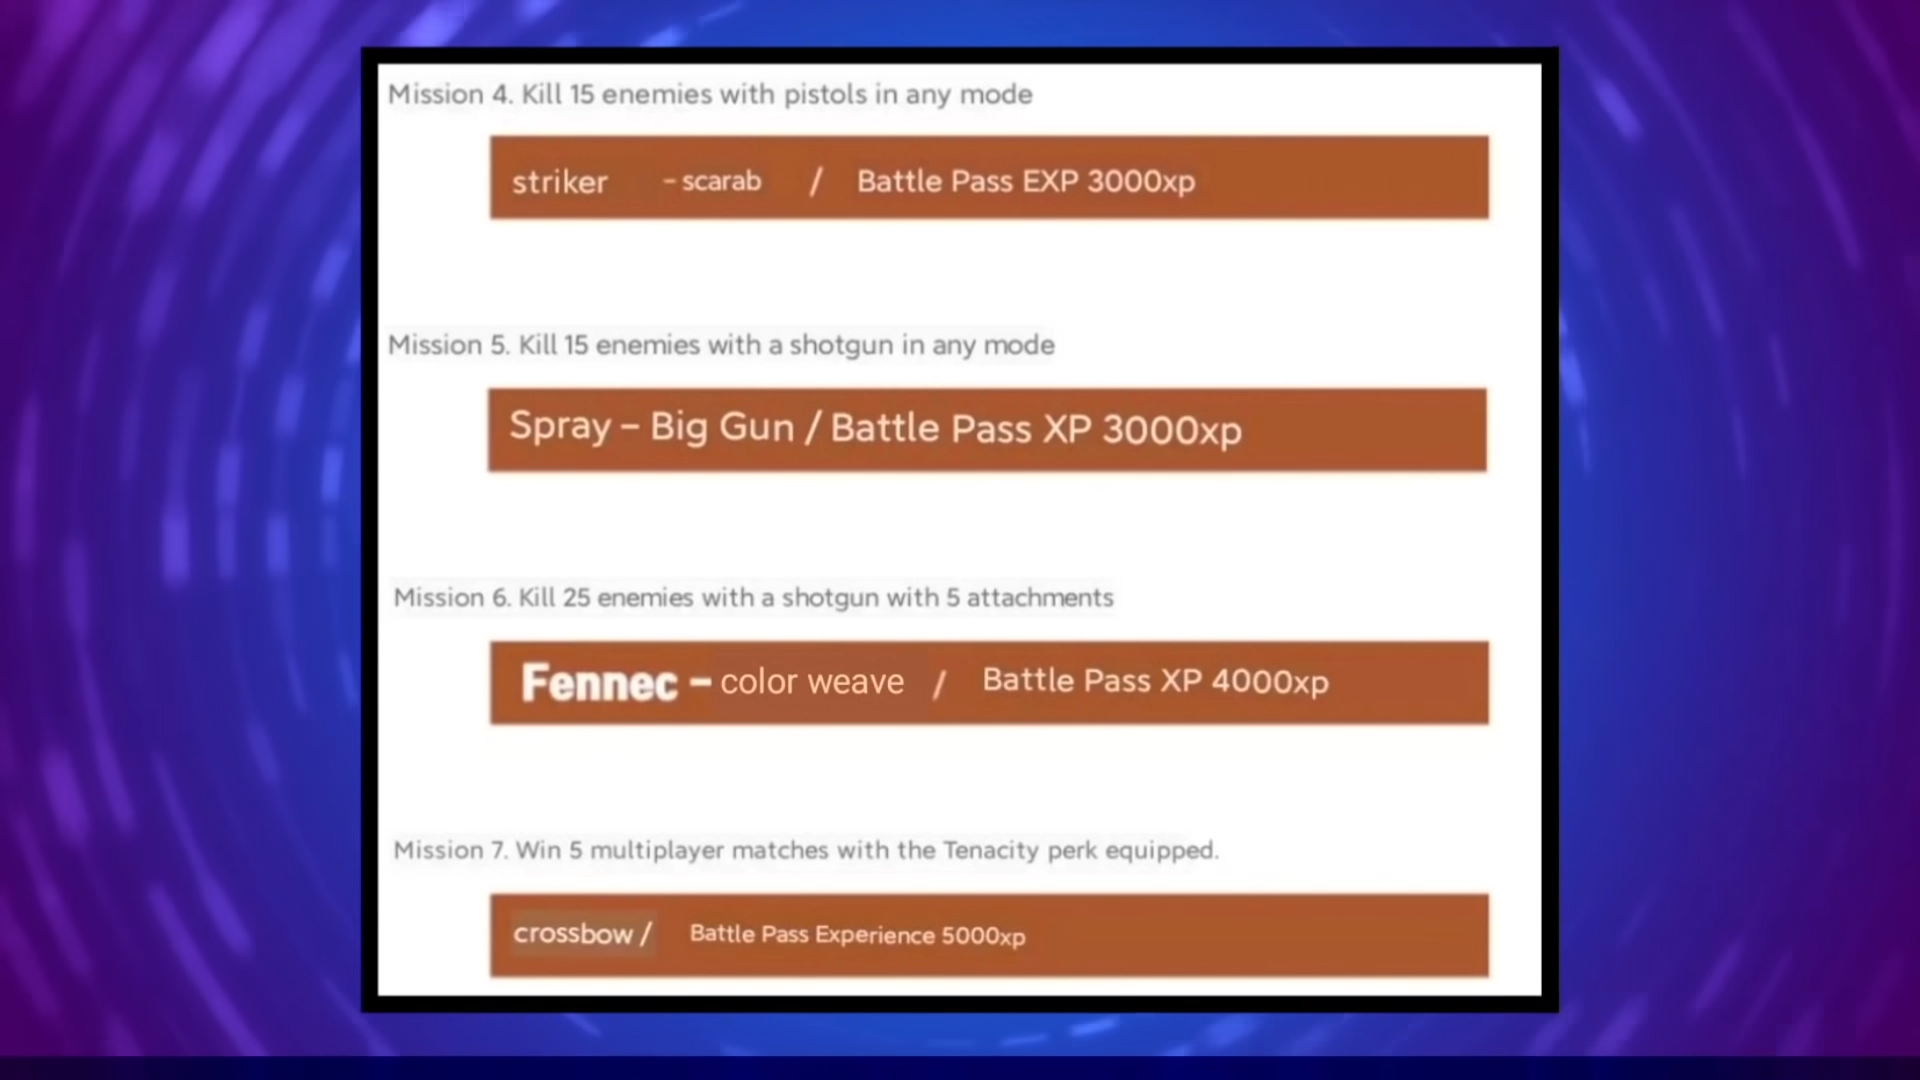 Mission 4. Kill 15 enemies with pistols in any mode
striker - scarab / Battle Pass EXP 3000xp
Mission 5. Kill 15 enemies with a shotgun in any mode
Spray – Big Gun / Battle Pass XP 3000xp
Mission 6. Kill 25 enemies with a shotgun with 5 attachments
Fennec – color weave / Battle Pass XP 4000xp
Mission 7. Win 5 multiplayer matches with the Tenacity perk equipped.
crossbow / Battle Pass Experience 5000xp